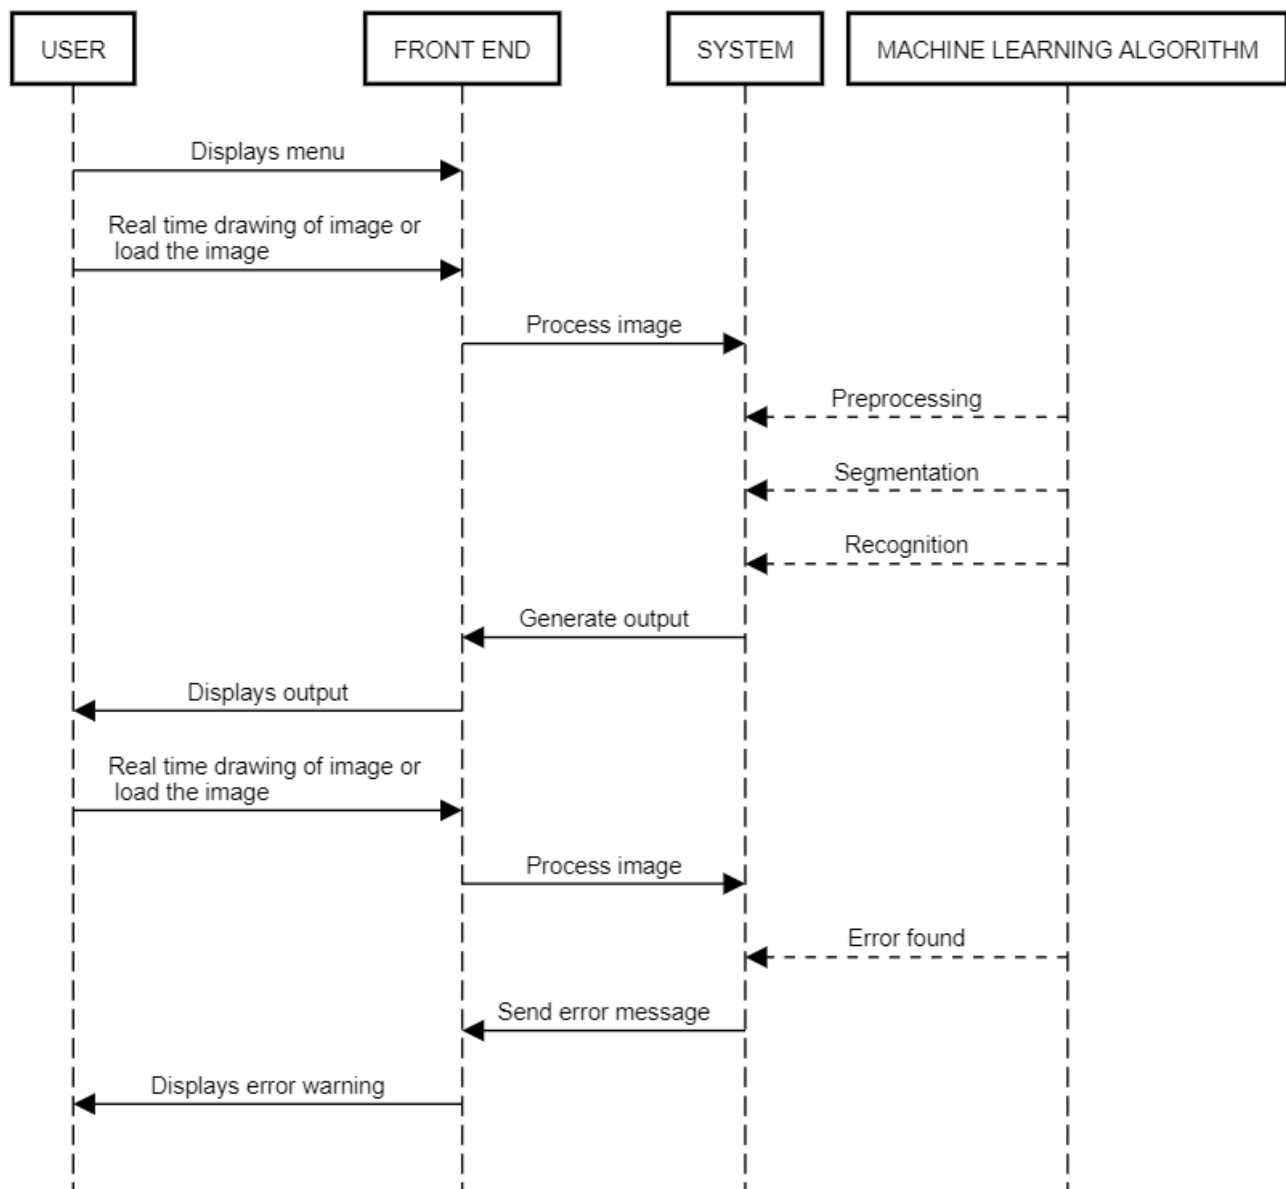 USER
FRONT END
SYSTEM
MACHINE LEARNING ALGORITHM
Displays menu
Real time drawing of image or
load the image
Process image
Preprocessing
Segmentation
Recognition
Generate output
Displays output
Real time drawing of image or
load the image
Process image
Error found
Send error message
Displays error warning